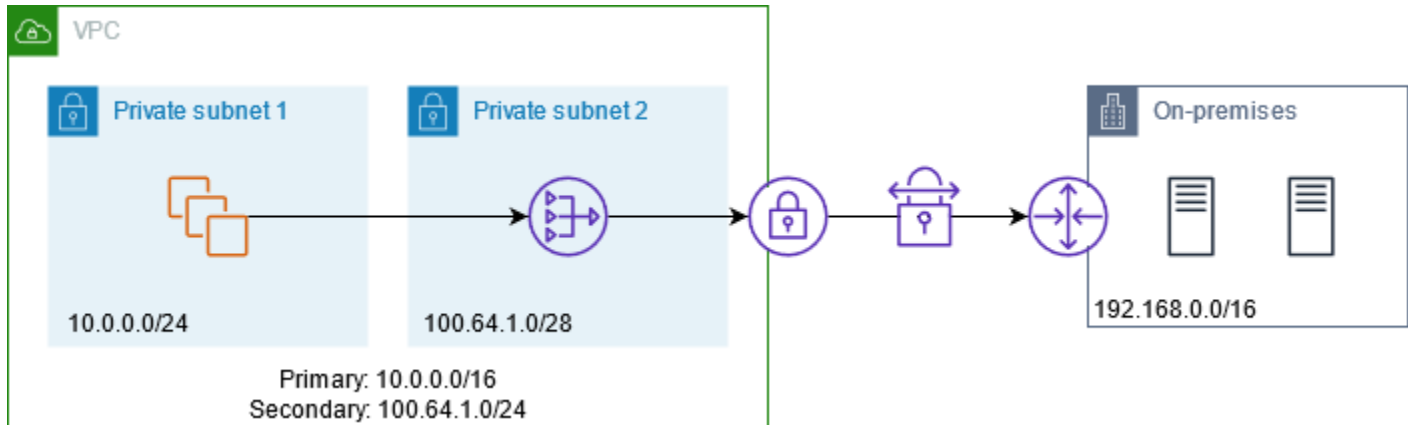 VPC
Private subnet 1
Private subnet 2
On-premises
10.0.0.0/24
100.64.1.0/28
192.168.0.0/16
Primary: 10.0.0.0/16
Secondary: 100.64.1.0/24